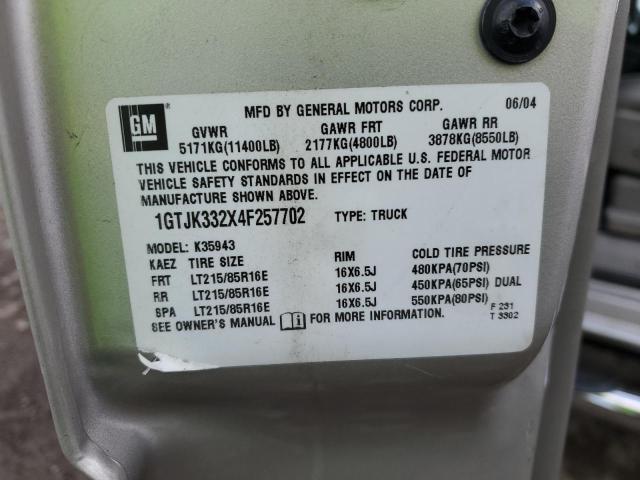 MFD BY GENERAL MOTORS CORP. 06/04
GM
GVWR GAWR FRT GAWR RR
5171KG(11400LB) 2177KG(4800LB) 3878KG(8550LB)
THIS VEHICLE CONFORMS TO ALL APPLICABLE U.S. FEDERAL MOTOR
VEHICLE SAFETY STANDARDS IN EFFECT ON THE DATE OF
MANUFACTURE SHOWN ABOVE.
1GTJK332X4F257702 TYPE: TRUCK
MODEL: K35943
KAEZ TIRE SIZE RIM COLD TIRE PRESSURE
FRT LT215/85R16E 16X6.5J 480KPA(70PSI)
RR LT215/85R16E 16X6.5J 450KPA(65PSI) DUAL
SPA LT215/85R16E 16X6.5J 550KPA(80PSI)
SEE OWNER'S MANUAL i FOR MORE INFORMATION.
F 231
T 3302